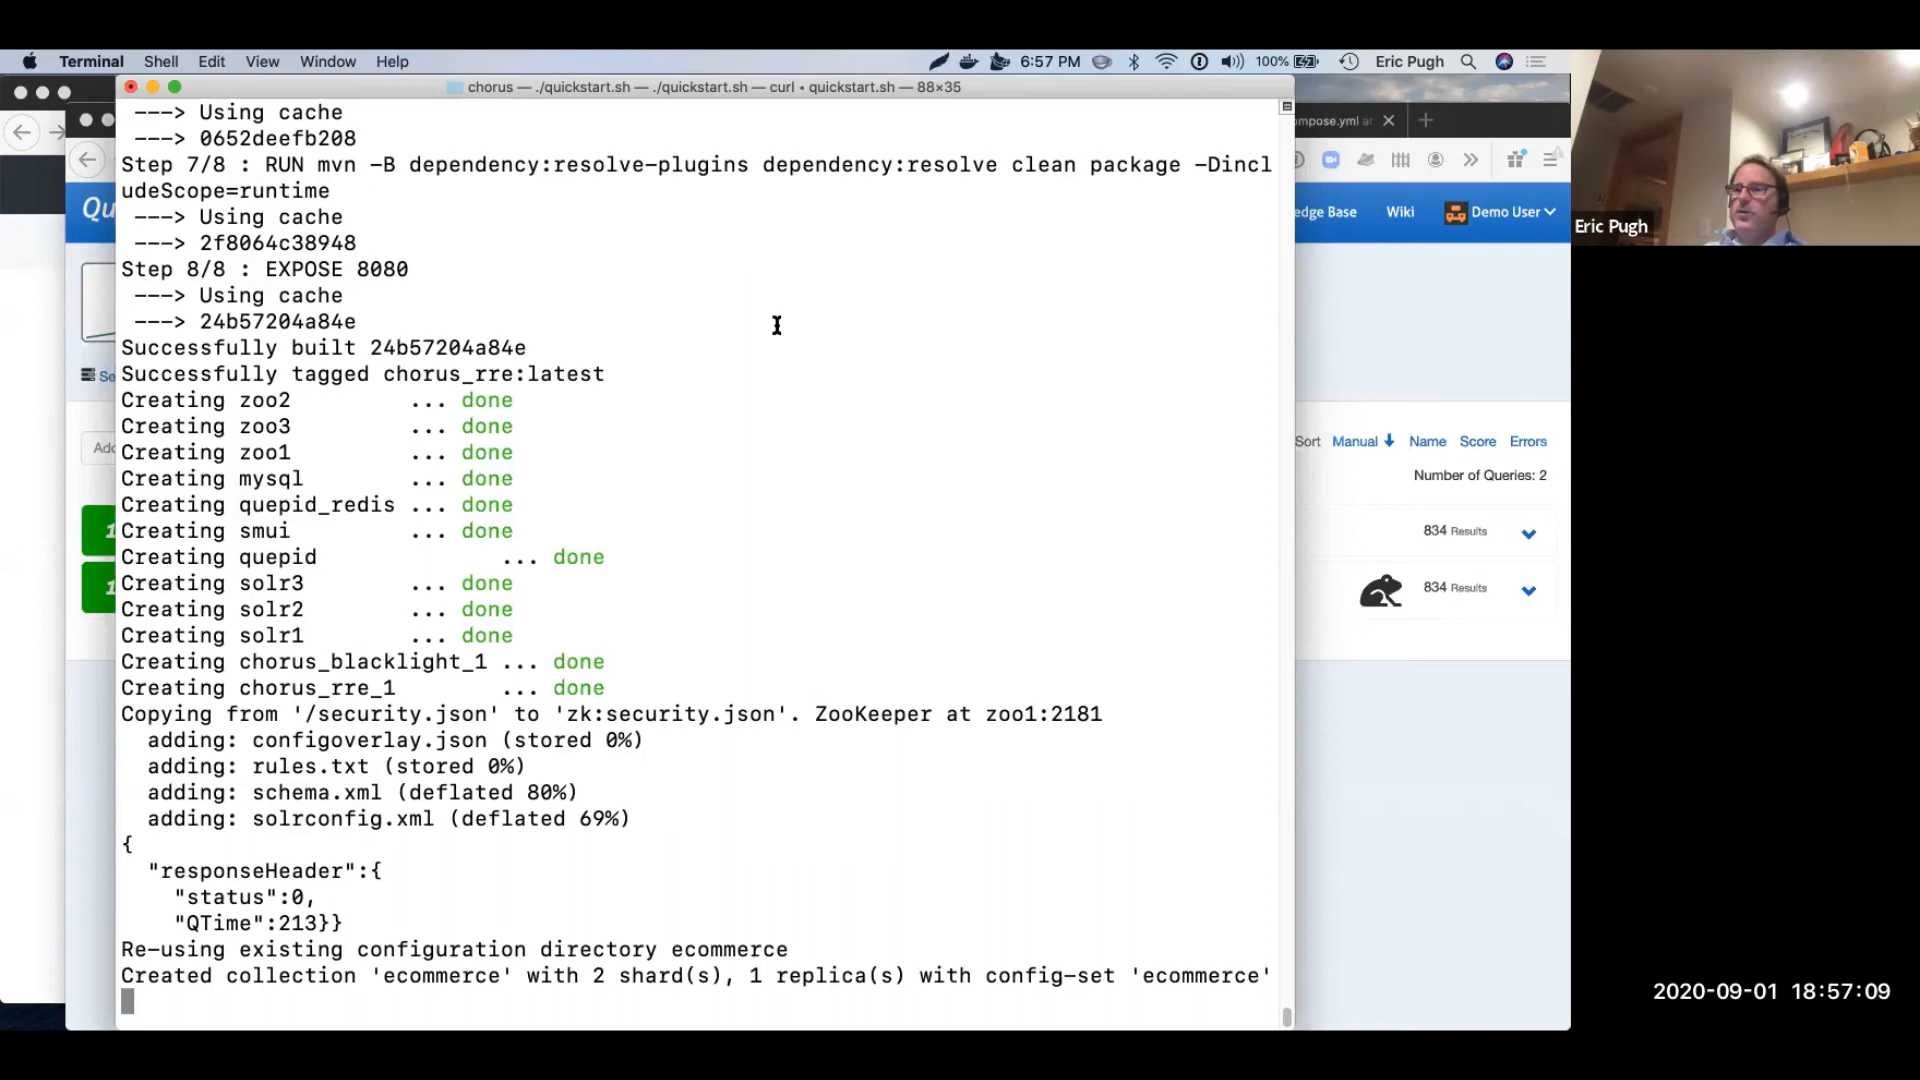 Terminal Shell Edit View Window Help 6:57 PM 100% Eric Pugh
chorus — ./quickstart.sh — ./quickstart.sh — curl ◂ quickstart.sh — 88×35
---> Using cache
---> 0652deefb208
Step 7/8 : RUN mvn -B dependency:resolve-plugins dependency:resolve clean package -Dincl
udeScope=runtime
---> Using cache
---> 2f8064c38948
Step 8/8 : EXPOSE 8080
---> Using cache
---> 24b57204a84e
Successfully built 24b57204a84e
Successfully tagged chorus_rre:latest
Creating zoo2 ... done
Creating zoo3 ... done
Creating zoo1 ... done
Creating mysql ... done
Creating quepid_redis ... done
Creating smui ... done
Creating quepid ... done
Creating solr3 ... done
Creating solr2 ... done
Creating solr1 ... done
Creating chorus_blacklight_1 ... done
Creating chorus_rre_1 ... done
Copying from '/security.json' to 'zk:security.json'. ZooKeeper at zoo1:2181
adding: configoverlay.json (stored 0%)
adding: rules.txt (stored 0%)
adding: schema.xml (deflated 80%)
adding: solrconfig.xml (deflated 69%)
{
"responseHeader":{
"status":0,
"QTime":213}}
Re-using existing configuration directory ecommerce
Created collection 'ecommerce' with 2 shard(s), 1 replica(s) with config-set 'ecommerce'
Qu
Se
Add
mpose.yml at
edge Base Wiki Demo User
Sort Manual Name Score Errors
Number of Queries: 2
834 Results
834 Results
Eric Pugh
2020-09-01 18:57:09